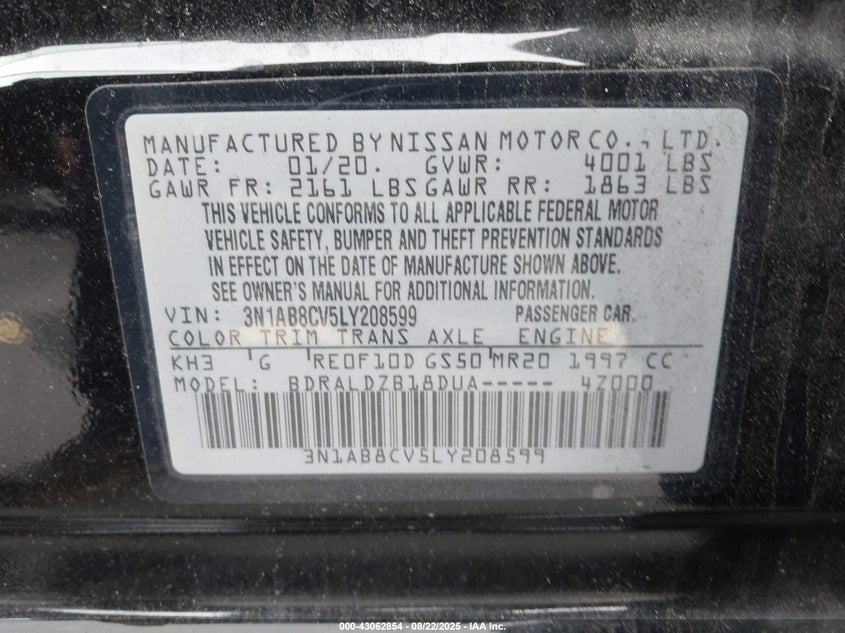 MANUFACTURED BY NISSAN MOTOR CO., LTD.
DATE: 01/20. GVWR: 4001 LBS
GAWR FR: 2161 LBS GAWR RR: 1863 LBS
THIS VEHICLE CONFORMS TO ALL APPLICABLE FEDERAL MOTOR
VEHICLE SAFETY, BUMPER AND THEFT PREVENTION STANDARDS
IN EFFECT ON THE DATE OF MANUFACTURE SHOWN ABOVE.
SEE OWNER'S MANUAL FOR ADDITIONAL INFORMATION.
VIN: 3N1AB8CV5LY208599 PASSENGER CAR.
COLOR TRIM TRANS AXLE ENGINE
KH3 G RE0F10D GS50 MR20 1997 CC
MODEL: BDRALDZB18DUA----- 4Z000
3N1AB8CV5LY208599
000-43062854 - 08/22/2025 - IAA Inc.